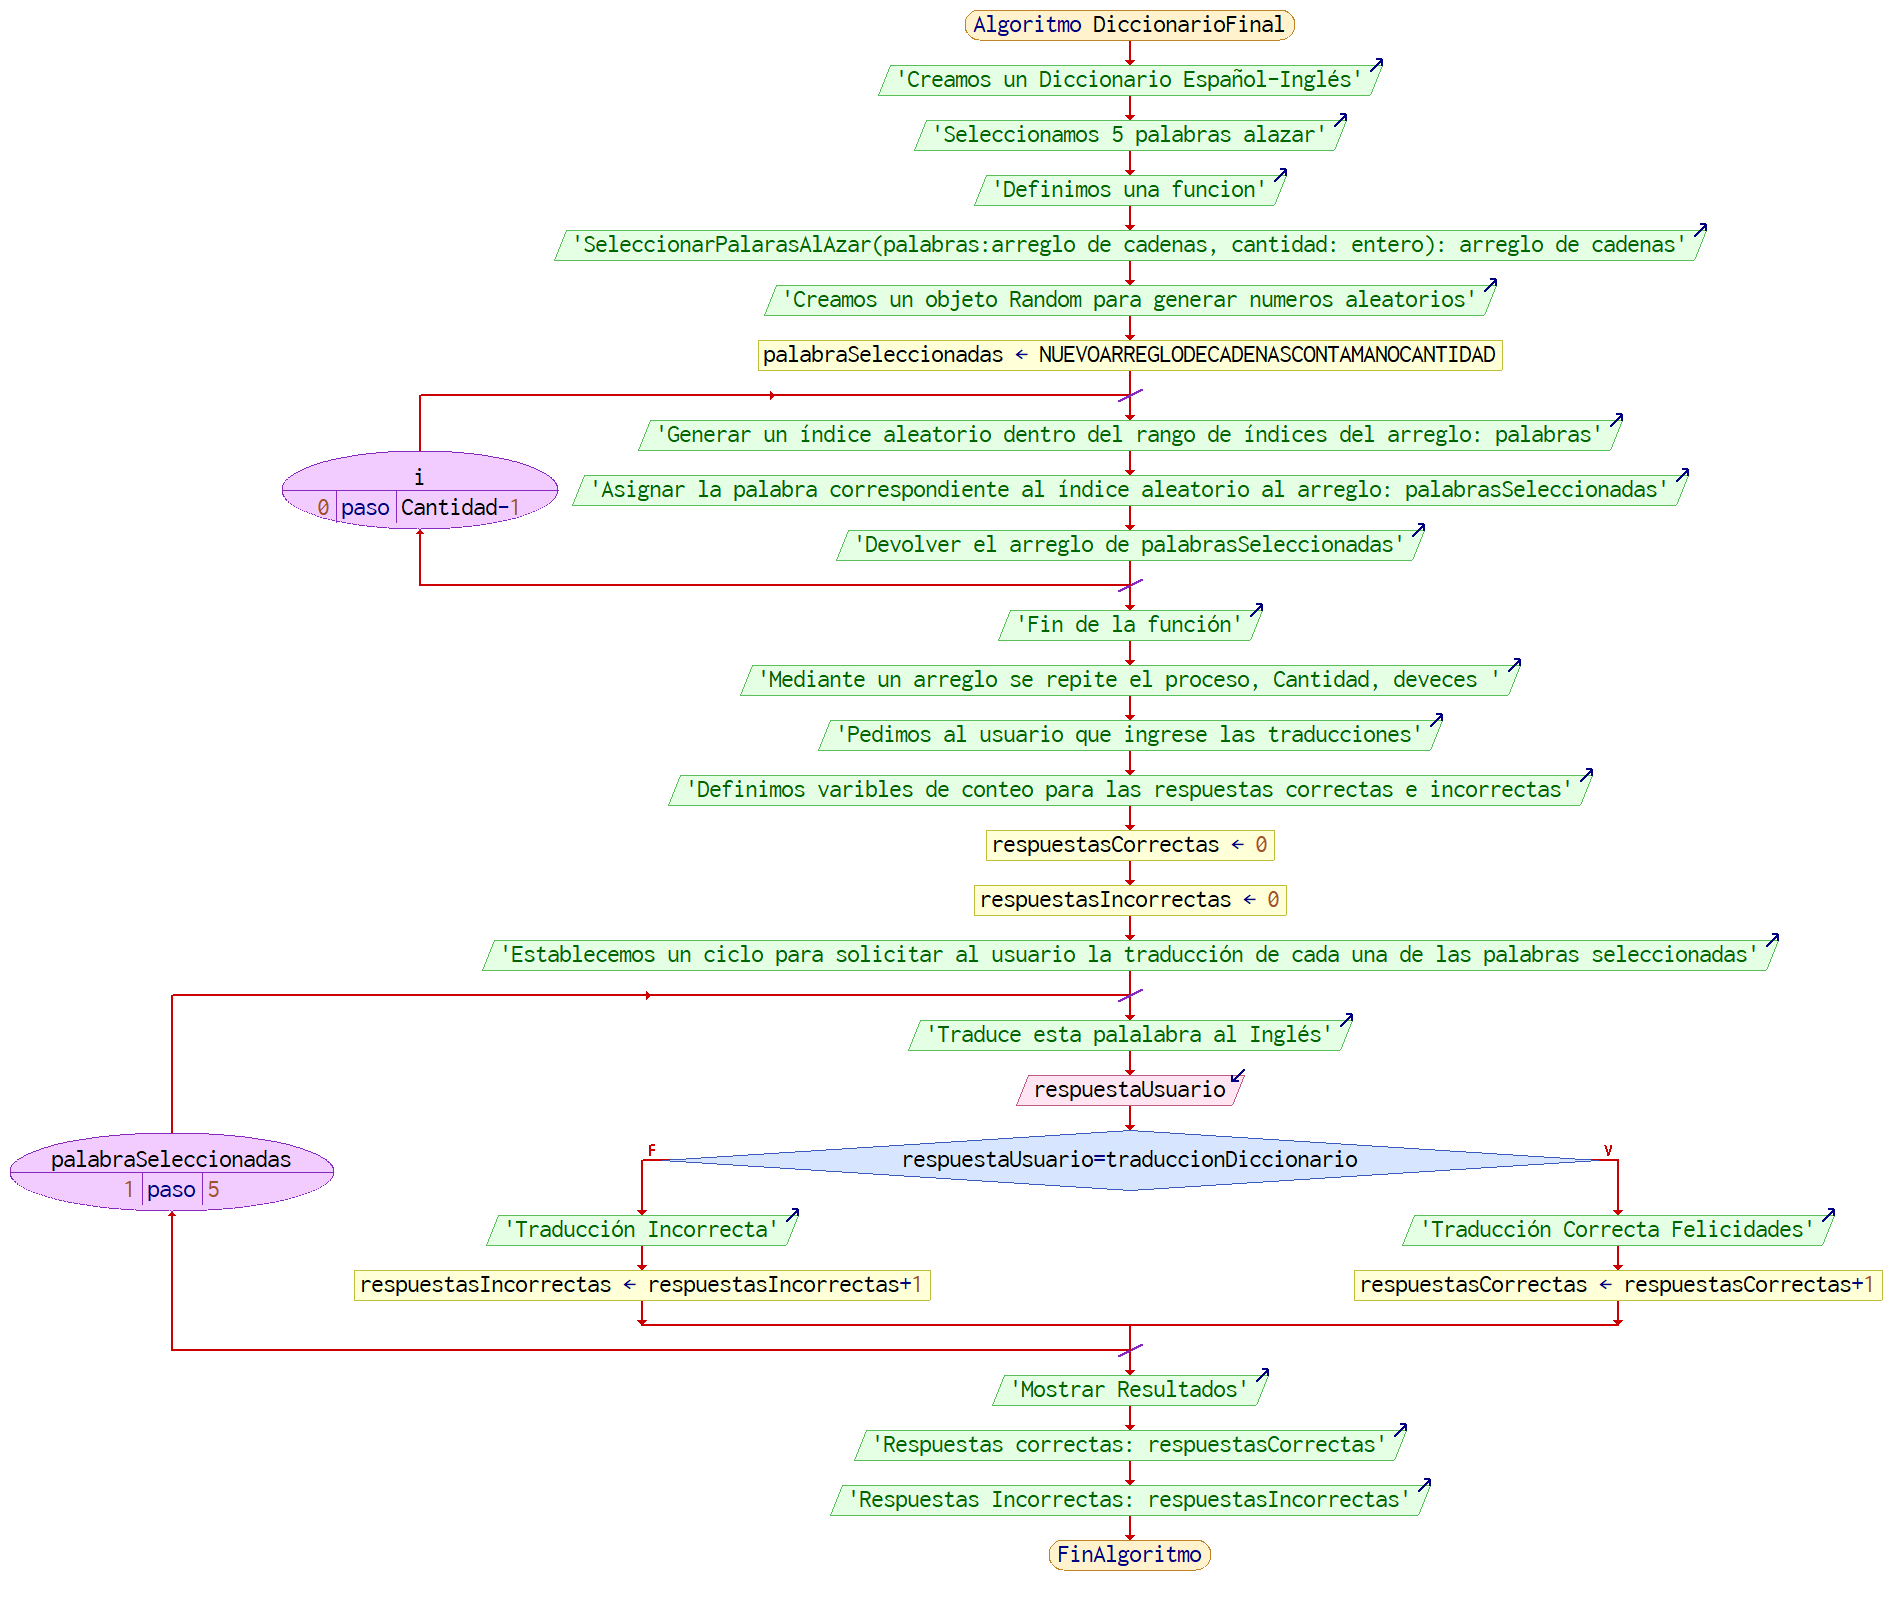 Algoritmo DiccionarioFinal
'Creamos un Diccionario Español-Inglés'
'Seleccionamos 5 palabras alazar'
'Definimos una funcion'
'SeleccionarPalarasAlAzar(palabras:arreglo de cadenas, cantidad: entero): arreglo de cadenas'
'Creamos un objeto Random para generar numeros aleatorios'
palabraSeleccionadas ← NUEVOARREGLODECADENASCONTAMANOCANTIDAD
'Generar un índice aleatorio dentro del rango de índices del arreglo: palabras'
i
0 paso Cantidad-1
'Asignar la palabra correspondiente al índice aleatorio al arreglo: palabrasSeleccionadas'
'Devolver el arreglo de palabrasSeleccionadas'
'Fin de la función'
'Mediante un arreglo se repite el proceso, Cantidad, deveces '
'Pedimos al usuario que ingrese las traducciones'
'Definimos varibles de conteo para las respuestas correctas e incorrectas'
respuestasCorrectas ← 0
respuestasIncorrectas ← 0
'Establecemos un ciclo para solicitar al usuario la traducción de cada una de las palabras seleccionadas'
'Traduce esta palalabra al Inglés'
respuestaUsuario
palabraSeleccionadas
1 paso 5
F
respuestaUsuario=traduccionDiccionario
V
'Traducción Incorrecta'
'Traducción Correcta Felicidades'
respuestasIncorrectas ← respuestasIncorrectas+1
respuestasCorrectas ← respuestasCorrectas+1
'Mostrar Resultados'
'Respuestas correctas: respuestasCorrectas'
'Respuestas Incorrectas: respuestasIncorrectas'
FinAlgoritmo